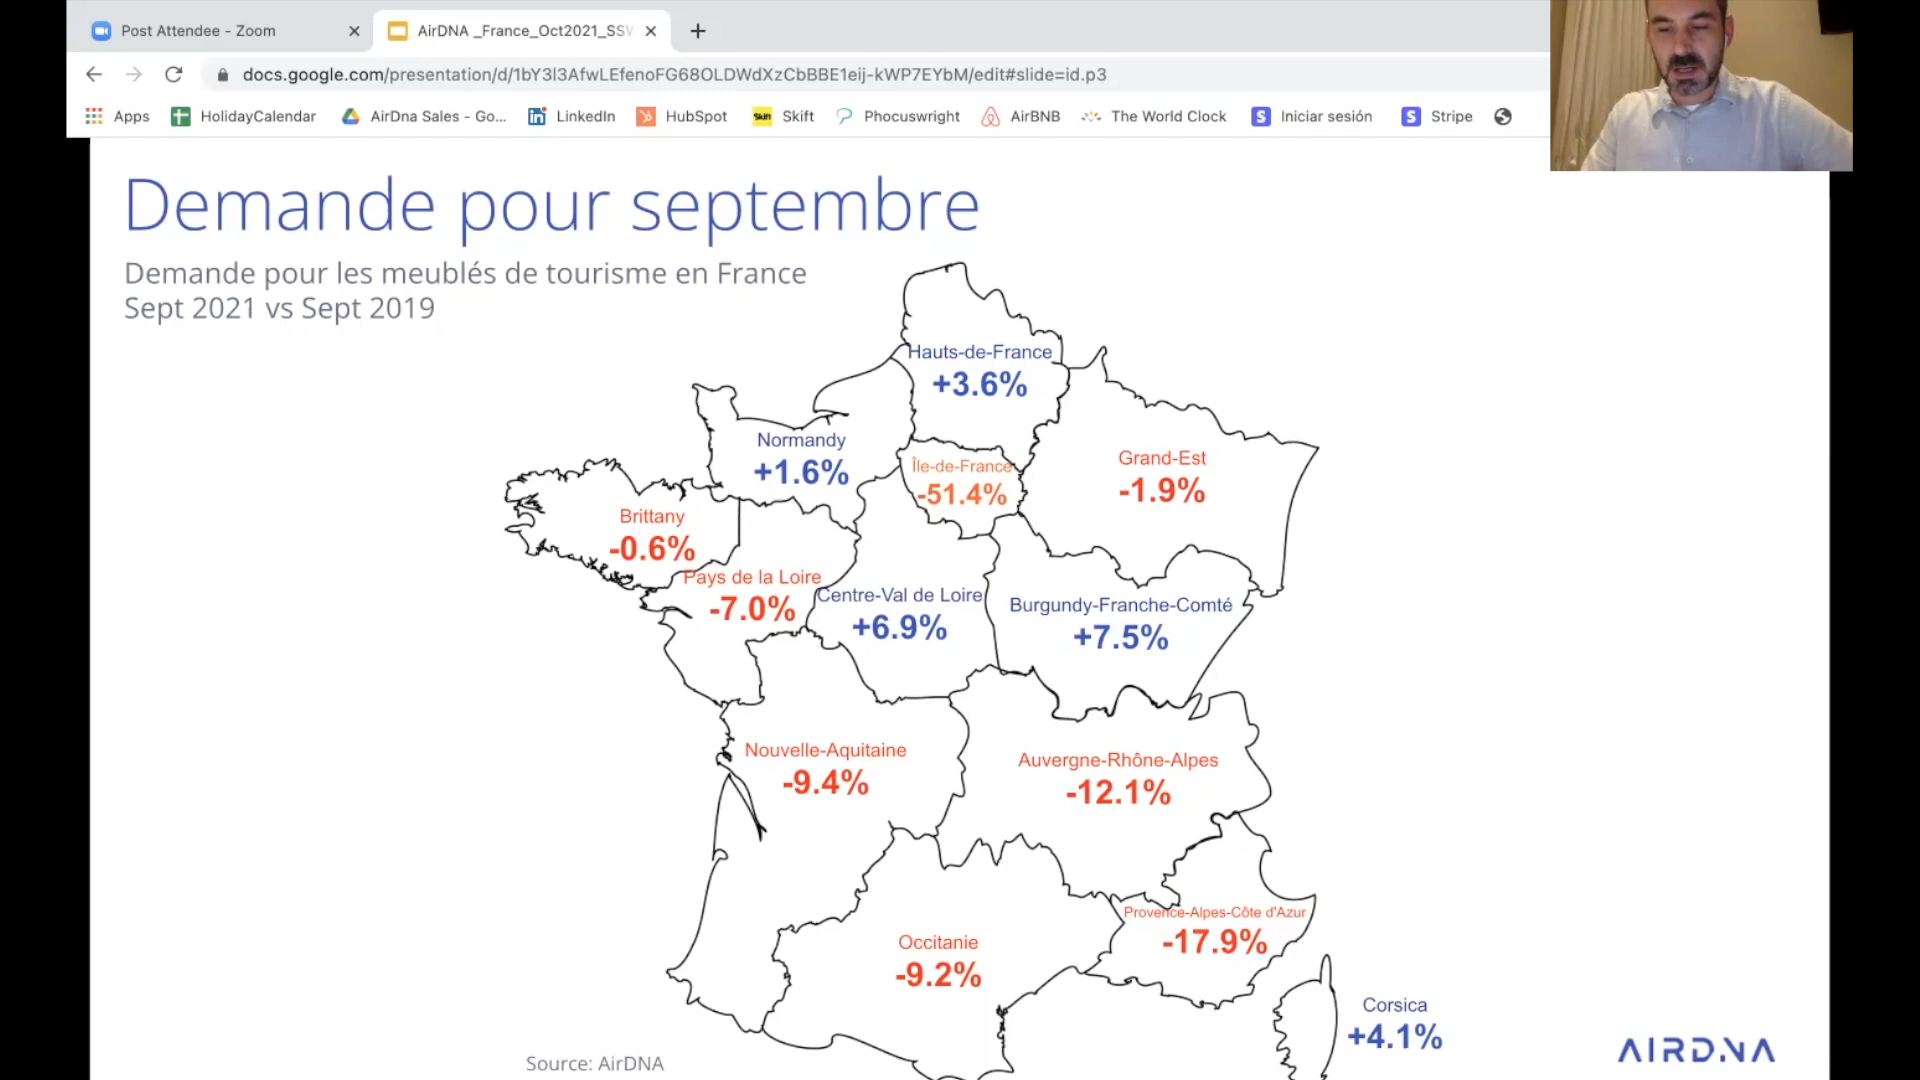 Post Attendee - Zoom
AirDNA _France_Oct2021_SSW
docs.google.com/presentation/d/1bY3l3AfwLEfenoFG68OLDWdXzCbBBE1eij-kWP7EYbM/edit#slide=id.p3
Apps
HolidayCalendar
AirDna Sales - Go...
LinkedIn
HubSpot
Skift
Phocuswright
AirBNB
The World Clock
Iniciar sesión
Stripe
Demande pour septembre
Demande pour les meublés de tourisme en France
Sept 2021 vs Sept 2019
Hauts-de-France
+3.6%
Normandy
+1.6%
Île-de-France
-51.4%
Grand-Est
-1.9%
Brittany
-0.6%
Pays de la Loire
-7.0%
Centre-Val de Loire
+6.9%
Burgundy-Franche-Comté
+7.5%
Nouvelle-Aquitaine
-9.4%
Auvergne-Rhône-Alpes
-12.1%
Provence-Alpes-Côte d'Azur
-17.9%
Occitanie
-9.2%
Corsica
+4.1%
Source: AirDNA
AIRDNA